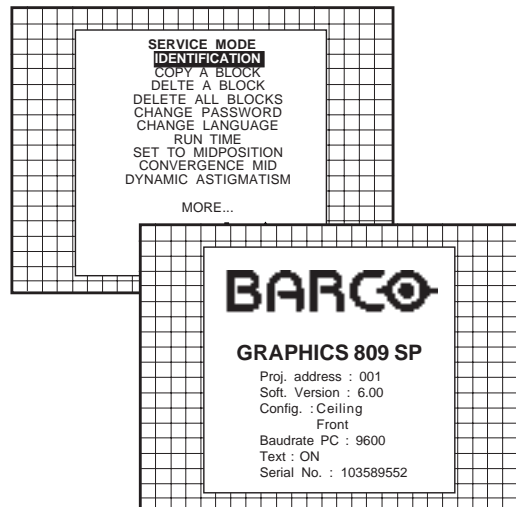 SERVICE MODE
IDENTIFICATION
COPY A BLOCK
DELTE A BLOCK
DELETE ALL BLOCKS
CHANGE PASSWORD
CHANGE LANGUAGE
RUN TIME
SET TO MIDPOSITION
CONVERGENCE MID
DYNAMIC ASTIGMATISM
MORE...
BARCO
GRAPHICS 809 SP
Proj. address : 001
Soft. Version : 6.00
Config. : Ceiling
Front
Baudrate PC : 9600
Text : ON
Serial No. : 103589552